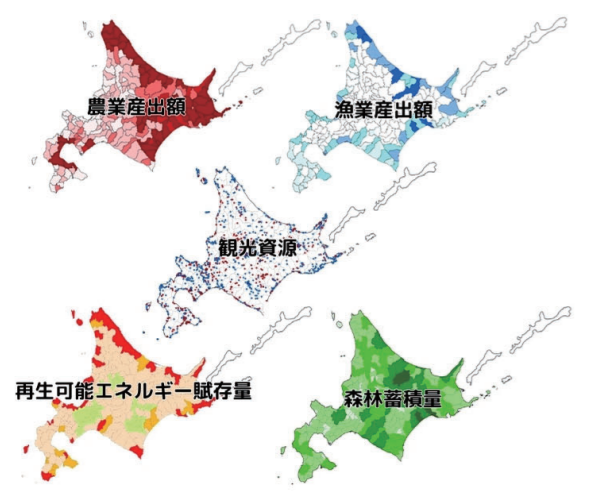 農業産出額
漁業産出額
観光資源
再生可能エネルギー賦存量
森林蓄積量